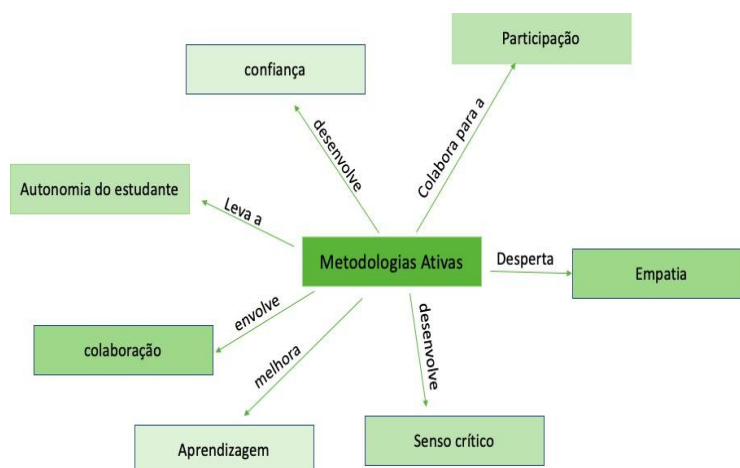 Participação
confiança
desenvolve
Colabora para a
Autonomia do estudante
Leva a
Metodologias Ativas
Desperta
Empatia
envolve
desenvolve
colaboração
melhora
Aprendizagem
Senso crítico